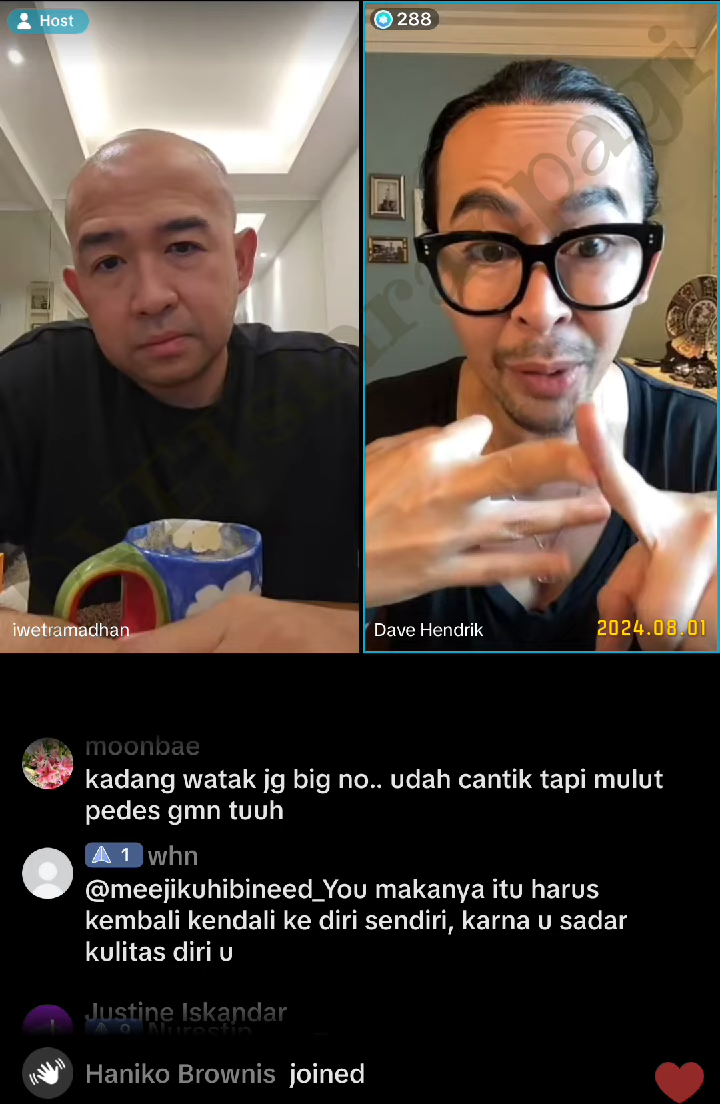 Host
288
iwetramadhan
Dave Hendrik
2024.08.01
moonbae
kadang watak jg big no.. udah cantik tapi mulut
pedes gmn tuuh
1 whn
@meejikuhibineed_You makanya itu harus
kembali kendali ke diri sendiri, karna u sadar
kulitas diri u
Justine Iskandar
Nurestin
Haniko Brownis joined